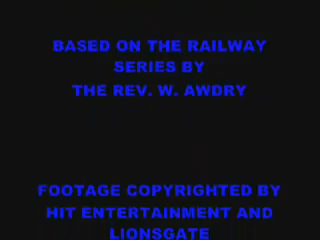 BASED ON THE RAILWAY
SERIES BY
THE REV. W. AWDRY
FOOTAGE COPYRIGHTED BY
HIT ENTERTAINMENT AND
LIONSGATE